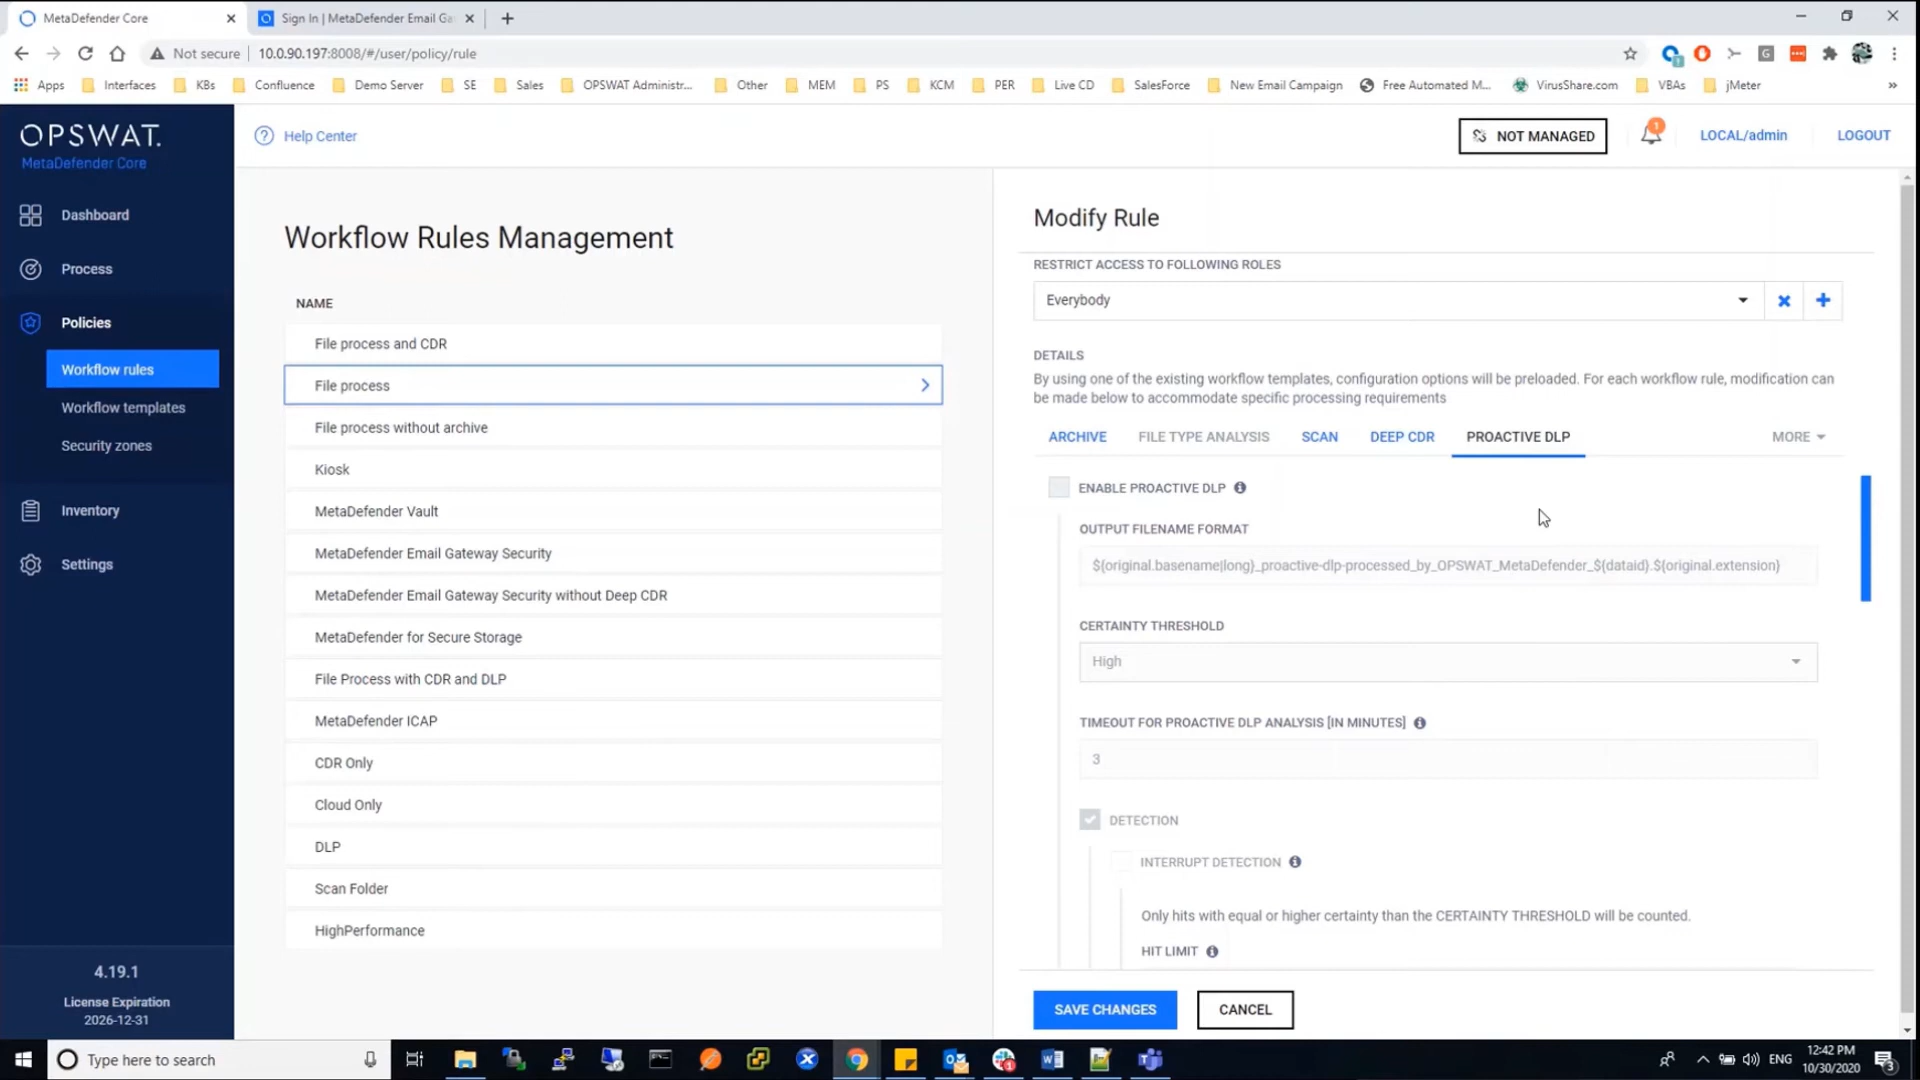 MetaDefender Core
Sign In | MetaDefender Email Ga
Not secure
10.0.90.197:8008/#/user/policy/rule
Apps
Interfaces
KBs
Confluence
Demo Server
SE
Sales
OPSWAT Administr...
Other
MEM
PS
KCM
PER
Live CD
SalesForce
New Email Campaign
Free Automated M...
VirusShare.com
VBAs
jMeter
»
OPSWAT.
MetaDefender Core
Help Center
NOT MANAGED
1
LOCAL/admin
LOGOUT
Dashboard
Process
Policies
Workflow rules
Workflow templates
Security zones
Inventory
Settings
4.19.1
License Expiration
2026-12-31
Workflow Rules Management
NAME
File process and CDR
File process
File process without archive
Kiosk
MetaDefender Vault
MetaDefender Email Gateway Security
MetaDefender Email Gateway Security without Deep CDR
MetaDefender for Secure Storage
File Process with CDR and DLP
MetaDefender ICAP
CDR Only
Cloud Only
DLP
Scan Folder
HighPerformance
Modify Rule
RESTRICT ACCESS TO FOLLOWING ROLES
Everybody
DETAILS
By using one of the existing workflow templates, configuration options will be preloaded. For each workflow rule, modification can
be made below to accommodate specific processing requirements
ARCHIVE
FILE TYPE ANALYSIS
SCAN
DEEP CDR
PROACTIVE DLP
MORE
ENABLE PROACTIVE DLP
OUTPUT FILENAME FORMAT
${original.basename|long}_proactive-dlp-processed_by_OPSWAT_MetaDefender_${dataid}.${original.extension}
CERTAINTY THRESHOLD
High
TIMEOUT FOR PROACTIVE DLP ANALYSIS [IN MINUTES]
3
DETECTION
INTERRUPT DETECTION
Only hits with equal or higher certainty than the CERTAINTY THRESHOLD will be counted.
HIT LIMIT
SAVE CHANGES
CANCEL
Type here to search
ENG
12:42 PM
10/30/2020
3